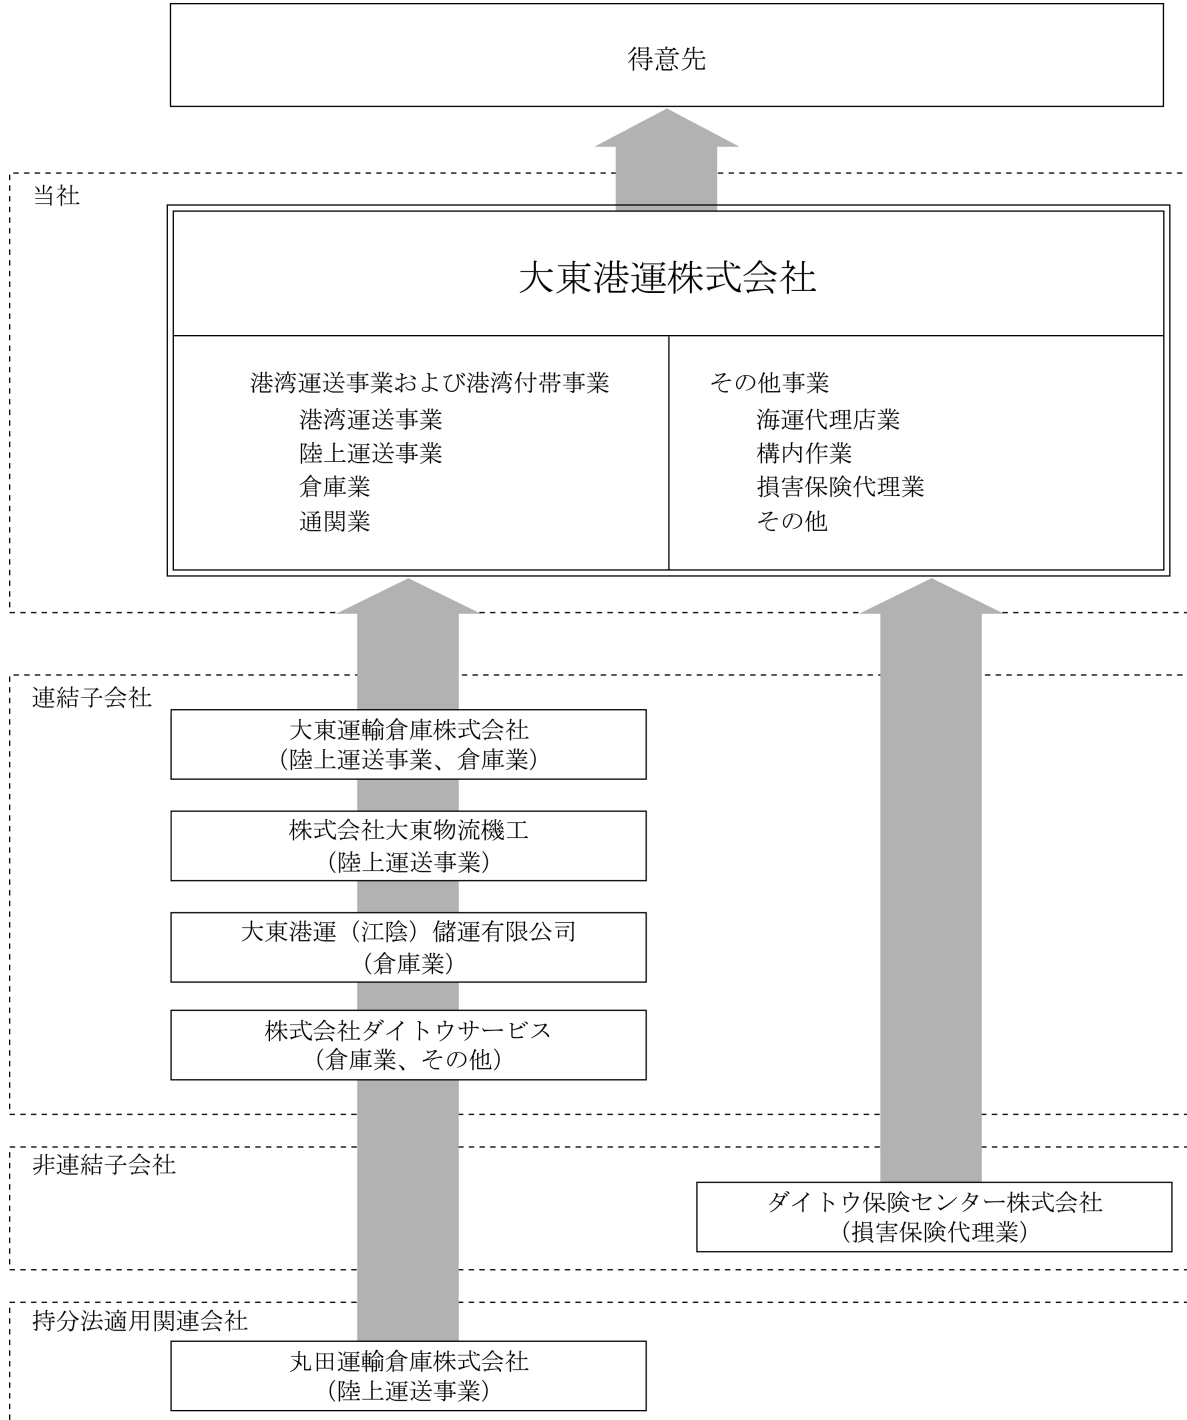 得意先
当社
大東港運株式会社
港湾運送事業および港湾付帯事業
港湾運送事業
陸上運送事業
倉庫業
通関業
その他事業
海運代理店業
構内作業
損害保険代理業
その他
連結子会社
大東運輸倉庫株式会社
（陸上運送事業、倉庫業）
株式会社大東物流機工
（陸上運送事業）
大東港運（江陰）儲運有限公司
（倉庫業）
株式会社ダイトウサービス
（倉庫業、その他）
非連結子会社
ダイトウ保険センター株式会社
（損害保険代理業）
持分法適用関連会社
丸田運輸倉庫株式会社
（陸上運送事業）